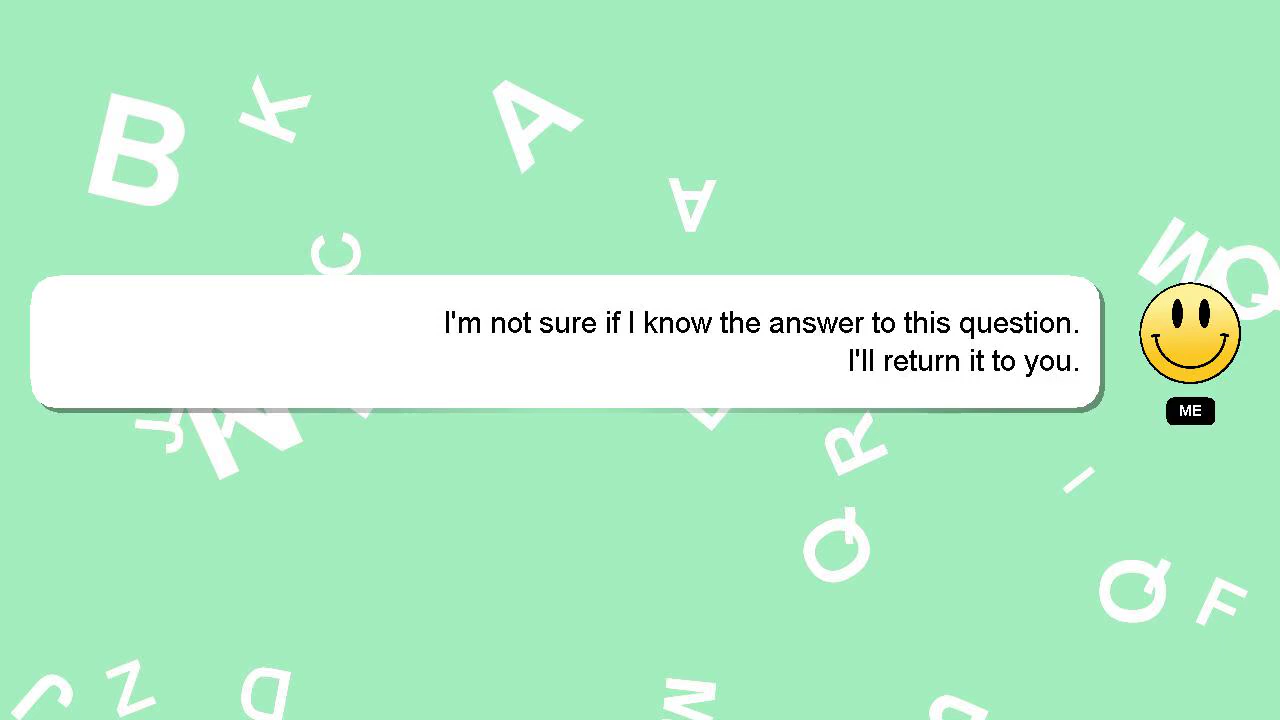 B
K
A
A
C
M
Q
I'm not sure if I know the answer to this question.
I'll return it to you.
ME
J
N
R
I
Q
Q
F
J
Z
D
M